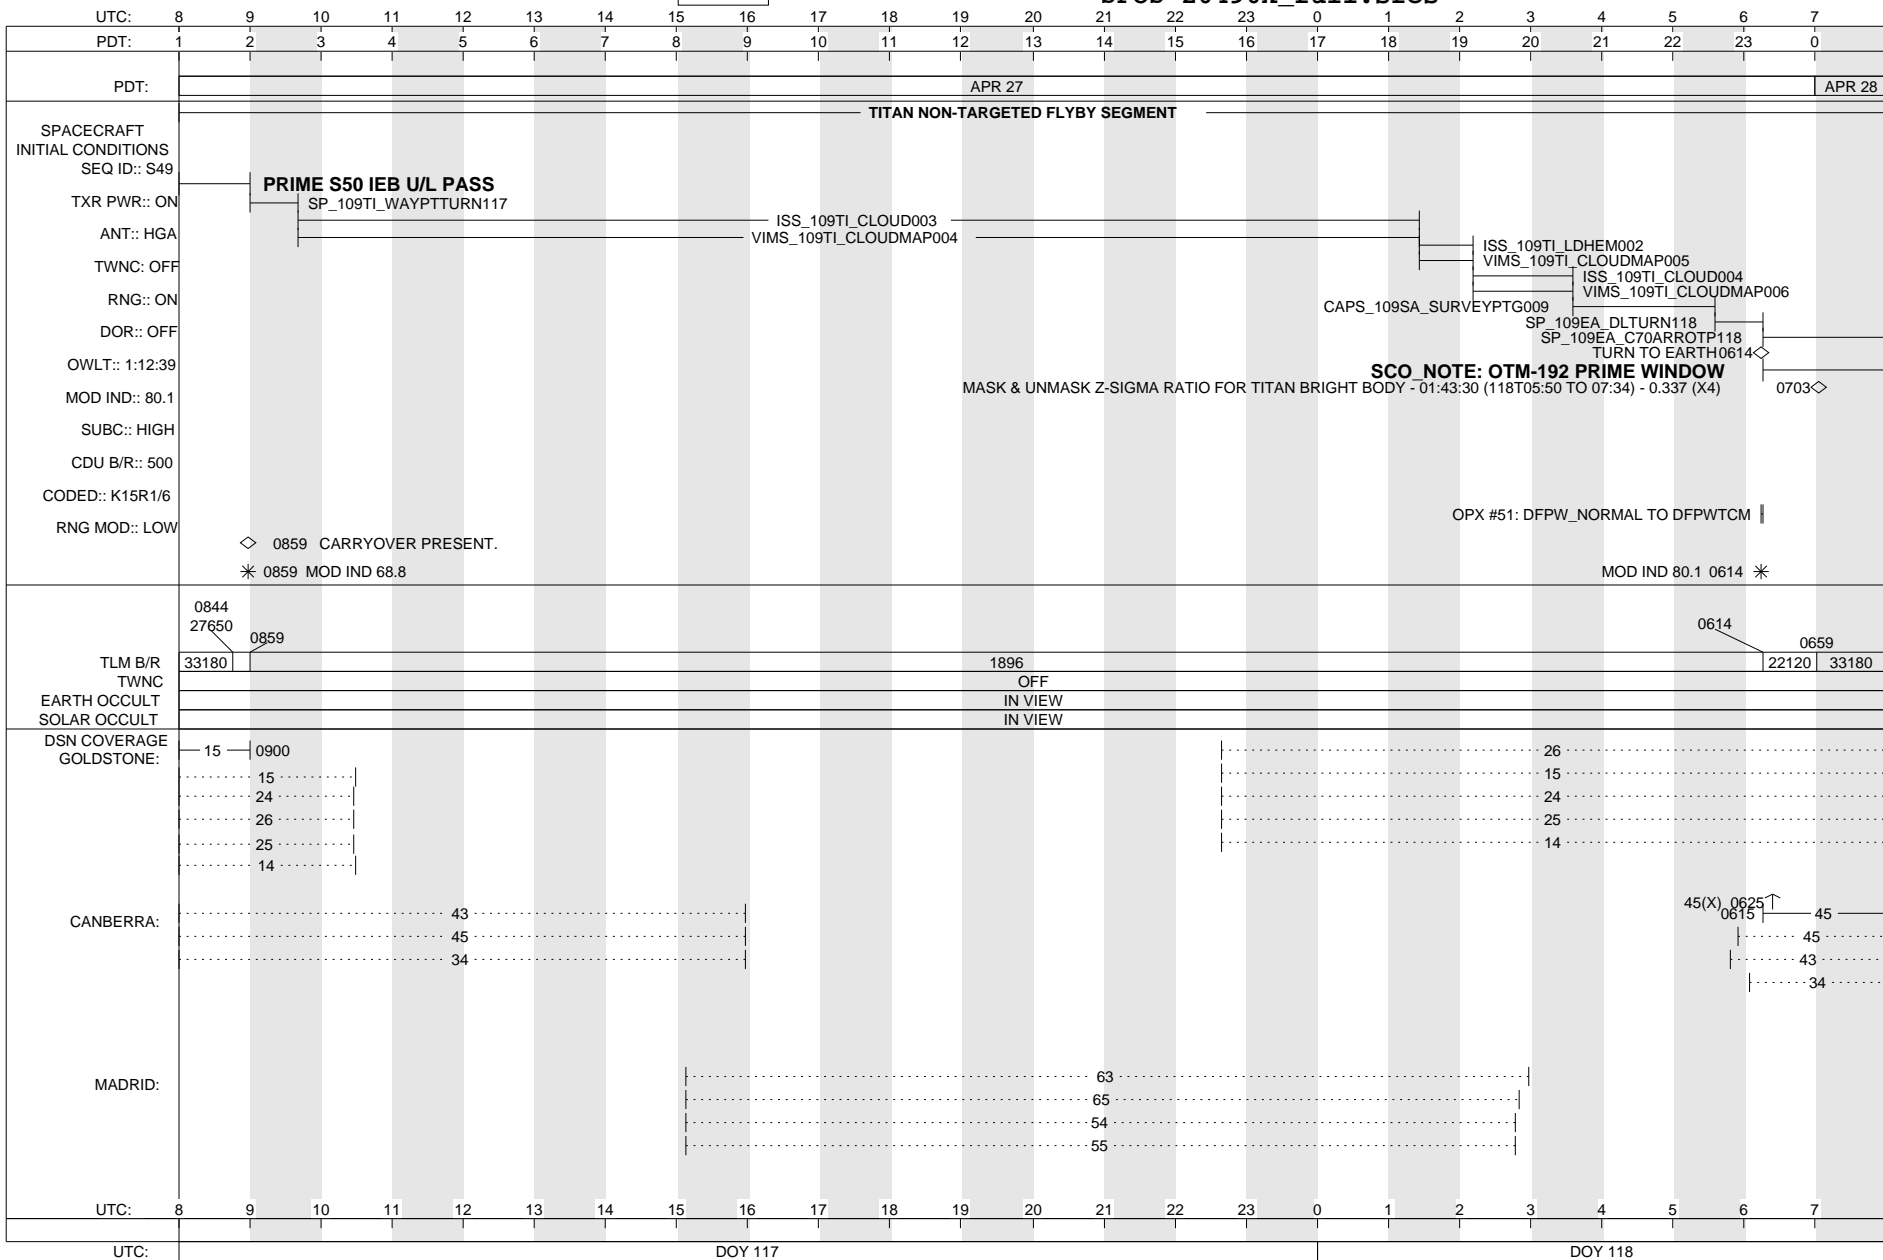 UTC: 8 9 10 11 12 13 14 15 16 17 18 19 20 21 22 23 0 1 2 3 4 5 6 7
PDT: 1 2 3 4 5 6 7 8 9 10 11 12 13 14 15 16 17 18 19 20 21 22 23 0
PDT: APR 27 APR 28
TITAN NON-TARGETED FLYBY SEGMENT
SPACECRAFT
INITIAL CONDITIONS
SEQ ID:: S49
PRIME S50 IEB U/L PASS
TXR PWR:: ON
SP_109TI_WAYPTTURN117
ISS_109TI_CLOUD003
ANT:: HGA
VIMS_109TI_CLOUDMAP004
ISS_109TI_LDHEM002
VIMS_109TI_CLOUDMAP005
TWNC: OFF
ISS_109TI_CLOUD004
VIMS_109TI_CLOUDMAP006
RNG:: ON
CAPS_109SA_SURVEYPTG009
SP_109EA_DLTURN118
DOR:: OFF
SP_109EA_C70ARROTP118
TURN TO EARTH 0614
OWLT:: 1:12:39
SCO_NOTE: OTM-192 PRIME WINDOW
MASK & UNMASK Z-SIGMA RATIO FOR TITAN BRIGHT BODY - 01:43:30 (118T05:50 TO 07:34) - 0.337 (X4) 0703
MOD IND:: 80.1
SUBC:: HIGH
CDU B/R:: 500
CODED:: K15R1/6
OPX #51: DFPW_NORMAL TO DFPWTCM
RNG MOD:: LOW
0859 CARRYOVER PRESENT.
0859 MOD IND 68.8 MOD IND 80.1 0614
0844
27650 0614
0859 0659
TLM B/R 33180 1896 22120 33180
TWNC OFF
EARTH OCCULT IN VIEW
SOLAR OCCULT IN VIEW
DSN COVERAGE
GOLDSTONE: 15 0900 26
15 15
24 24
26 25
25 14
14
45(X) 0625
CANBERRA: 43 0615 45
45 45
34 43
34
MADRID: 63
65
54
55
UTC: 8 9 10 11 12 13 14 15 16 17 18 19 20 21 22 23 0 1 2 3 4 5 6 7
UTC: DOY 117 DOY 118